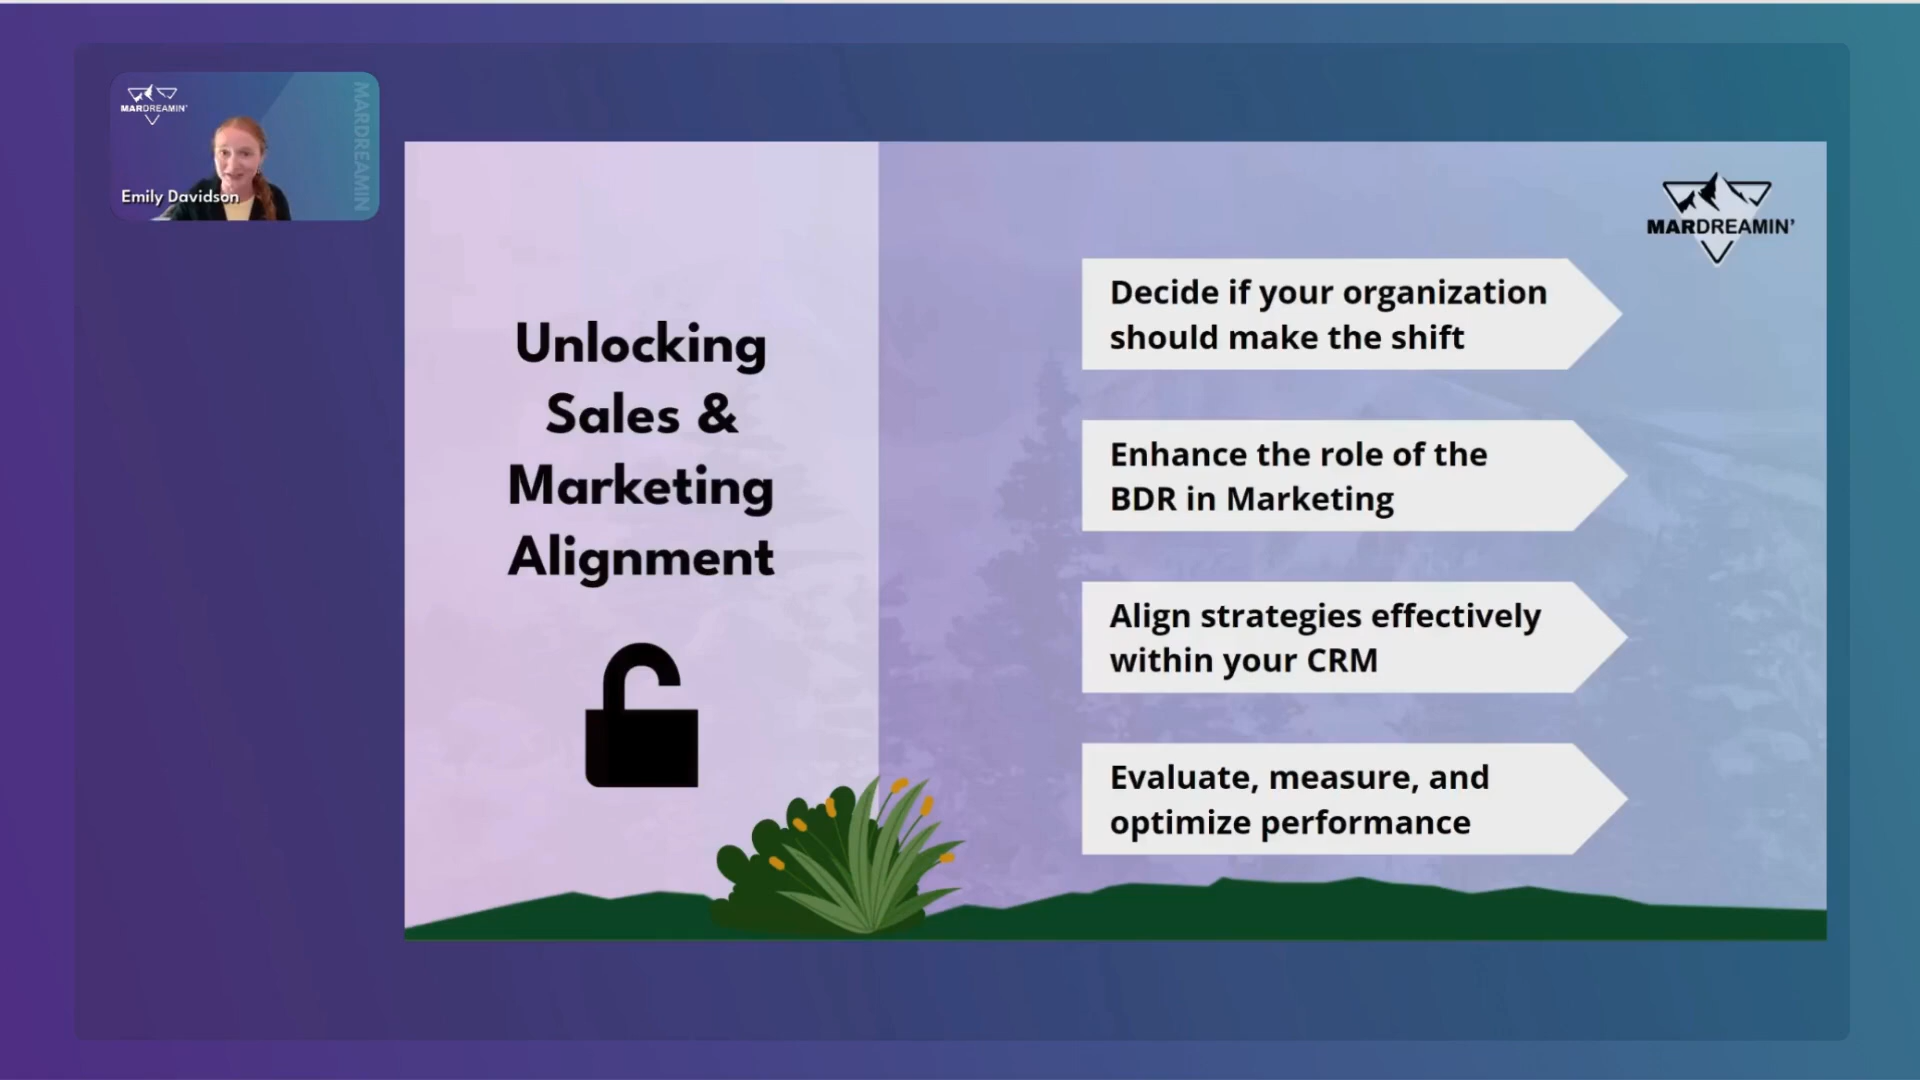 MARDREAMIN'
MARDREAMIN
Emily Davidson
MARDREAMIN'
Unlocking
Sales &
Marketing
Alignment
Decide if your organization
should make the shift
Enhance the role of the
BDR in Marketing
Align strategies effectively
within your CRM
Evaluate, measure, and
optimize performance